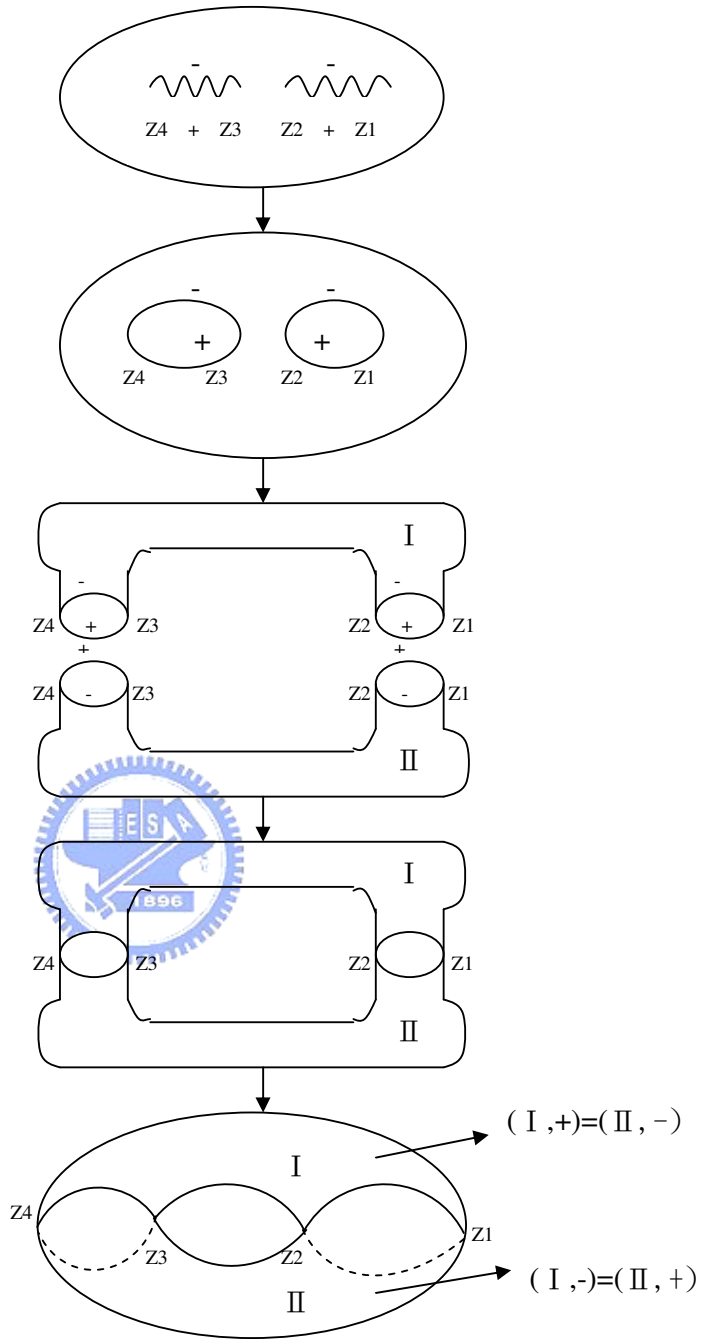 - -
Z4 + Z3 Z2 + Z1
- -
+ +
Z4 Z3 Z2 Z1
I
- -
Z4 + Z3 Z2 + Z1
+ +
Z4 - Z3 Z2 - Z1
II
E S A
I
1896
Z4 Z3 Z2 Z1
II
( I ,+)=( II , -)
I
Z4 Z3 Z2 Z1
( I ,-)=( II , +)
II